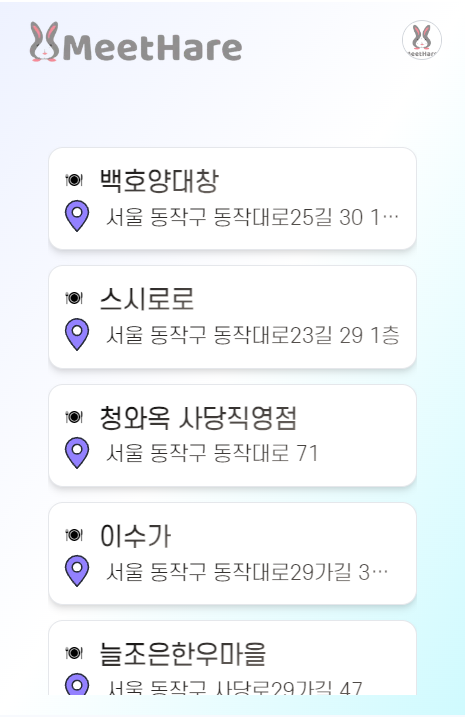 MeetHare
MeetHare
백호양대창
서울 동작구 동작대로25길 30 1…
스시로로
서울 동작구 동작대로23길 29 1층
청와옥 사당직영점
서울 동작구 동작대로 71
이수가
서울 동작구 동작대로29가길 3…
늘조은한우마을
서울 동작구 사당로29가길 47